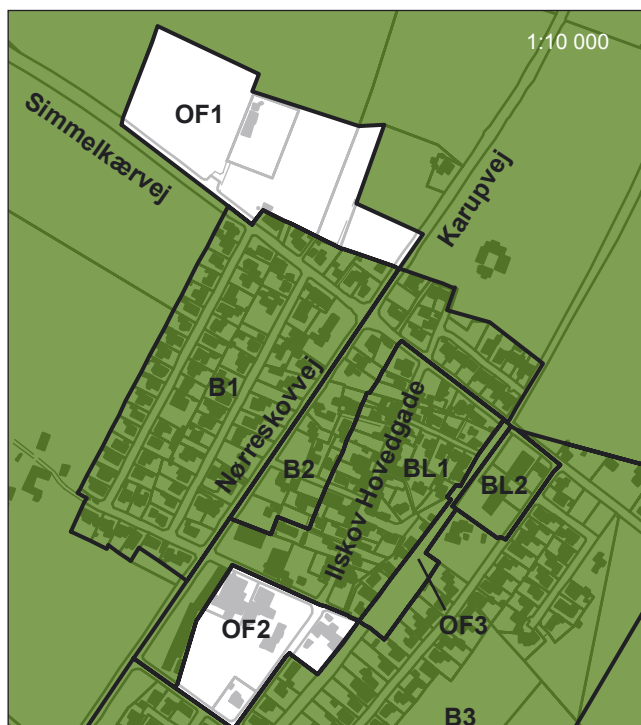 1:10 000
OF1
Simmelkærvej
Karupvej
B1
Nørreskovvej
Ilskov Hovedgade
B2
BL1
BL2
OF2
OF3
B3